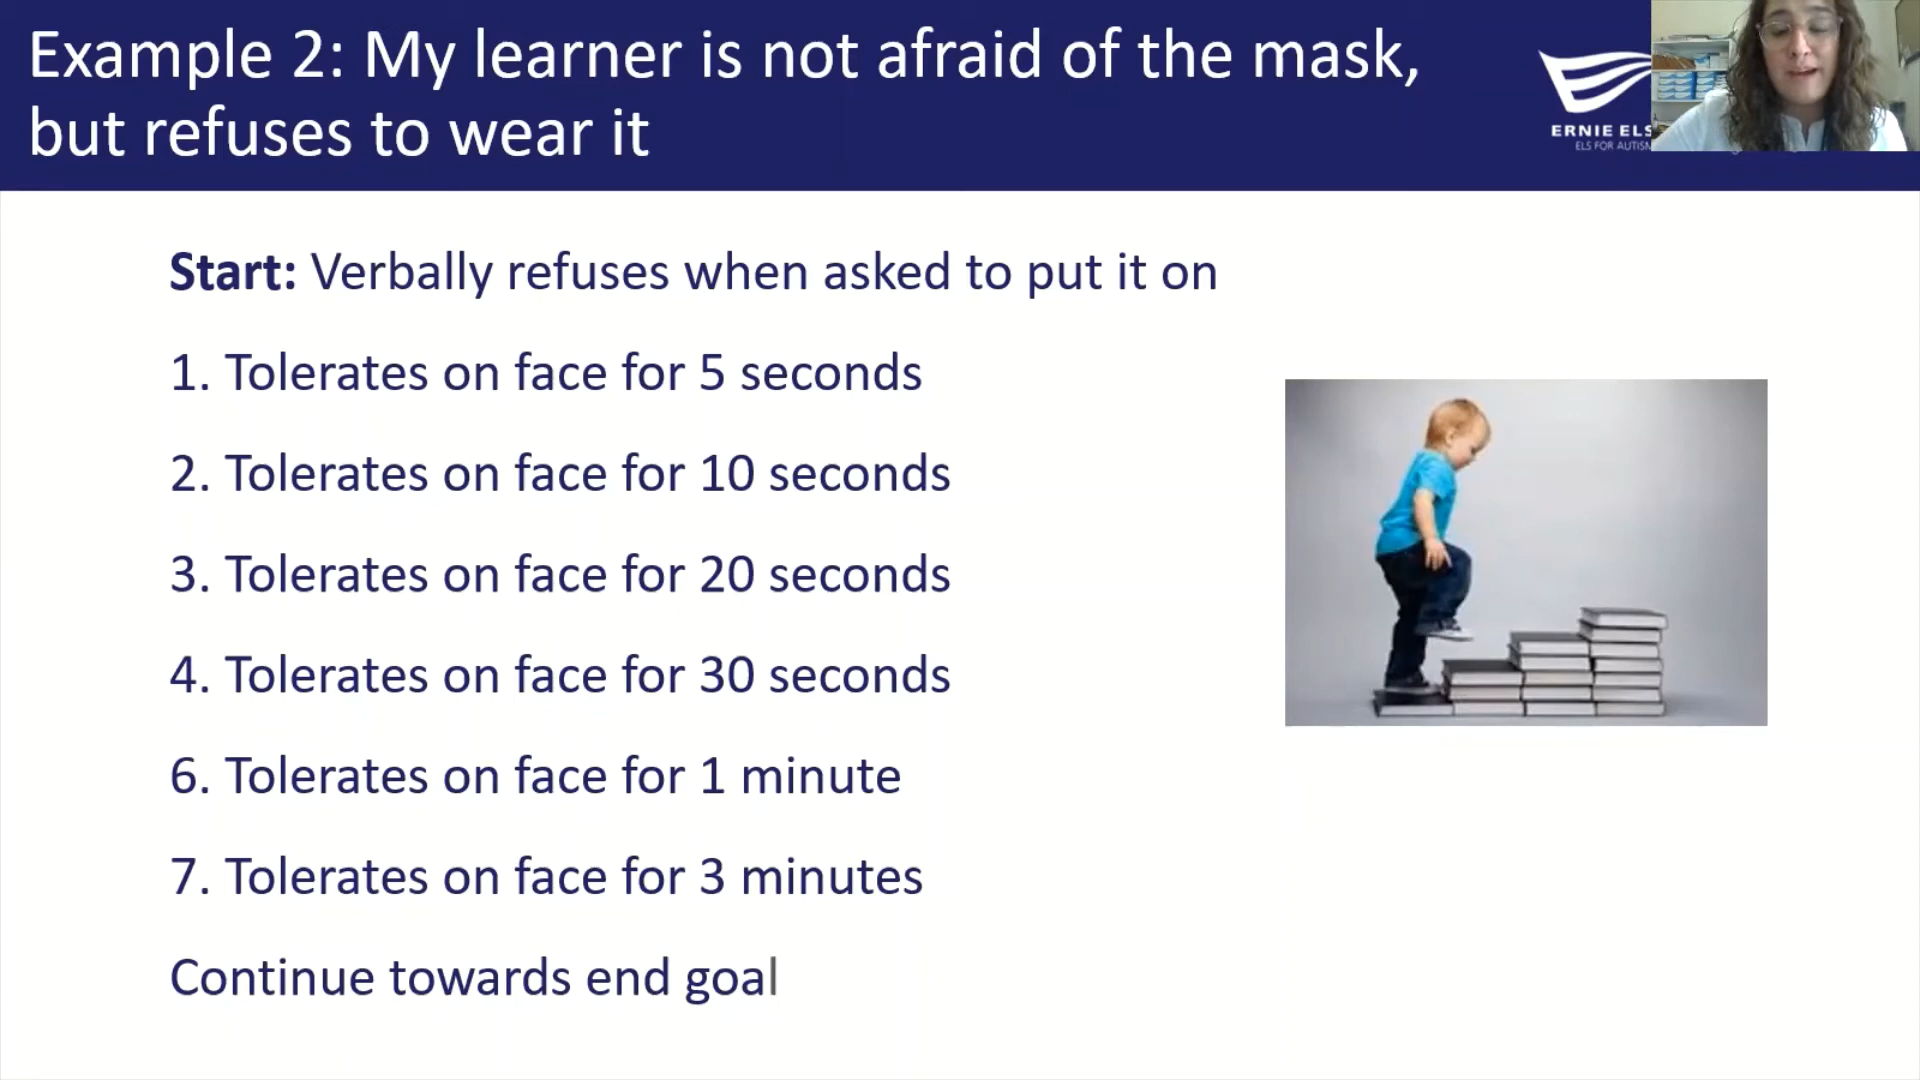 Example 2: My learner is not afraid of the mask,
but refuses to wear it
ERNIE ELS
ELS FOR AUTISM
Start: Verbally refuses when asked to put it on
1. Tolerates on face for 5 seconds
2. Tolerates on face for 10 seconds
3. Tolerates on face for 20 seconds
4. Tolerates on face for 30 seconds
6. Tolerates on face for 1 minute
7. Tolerates on face for 3 minutes
Continue towards end goal